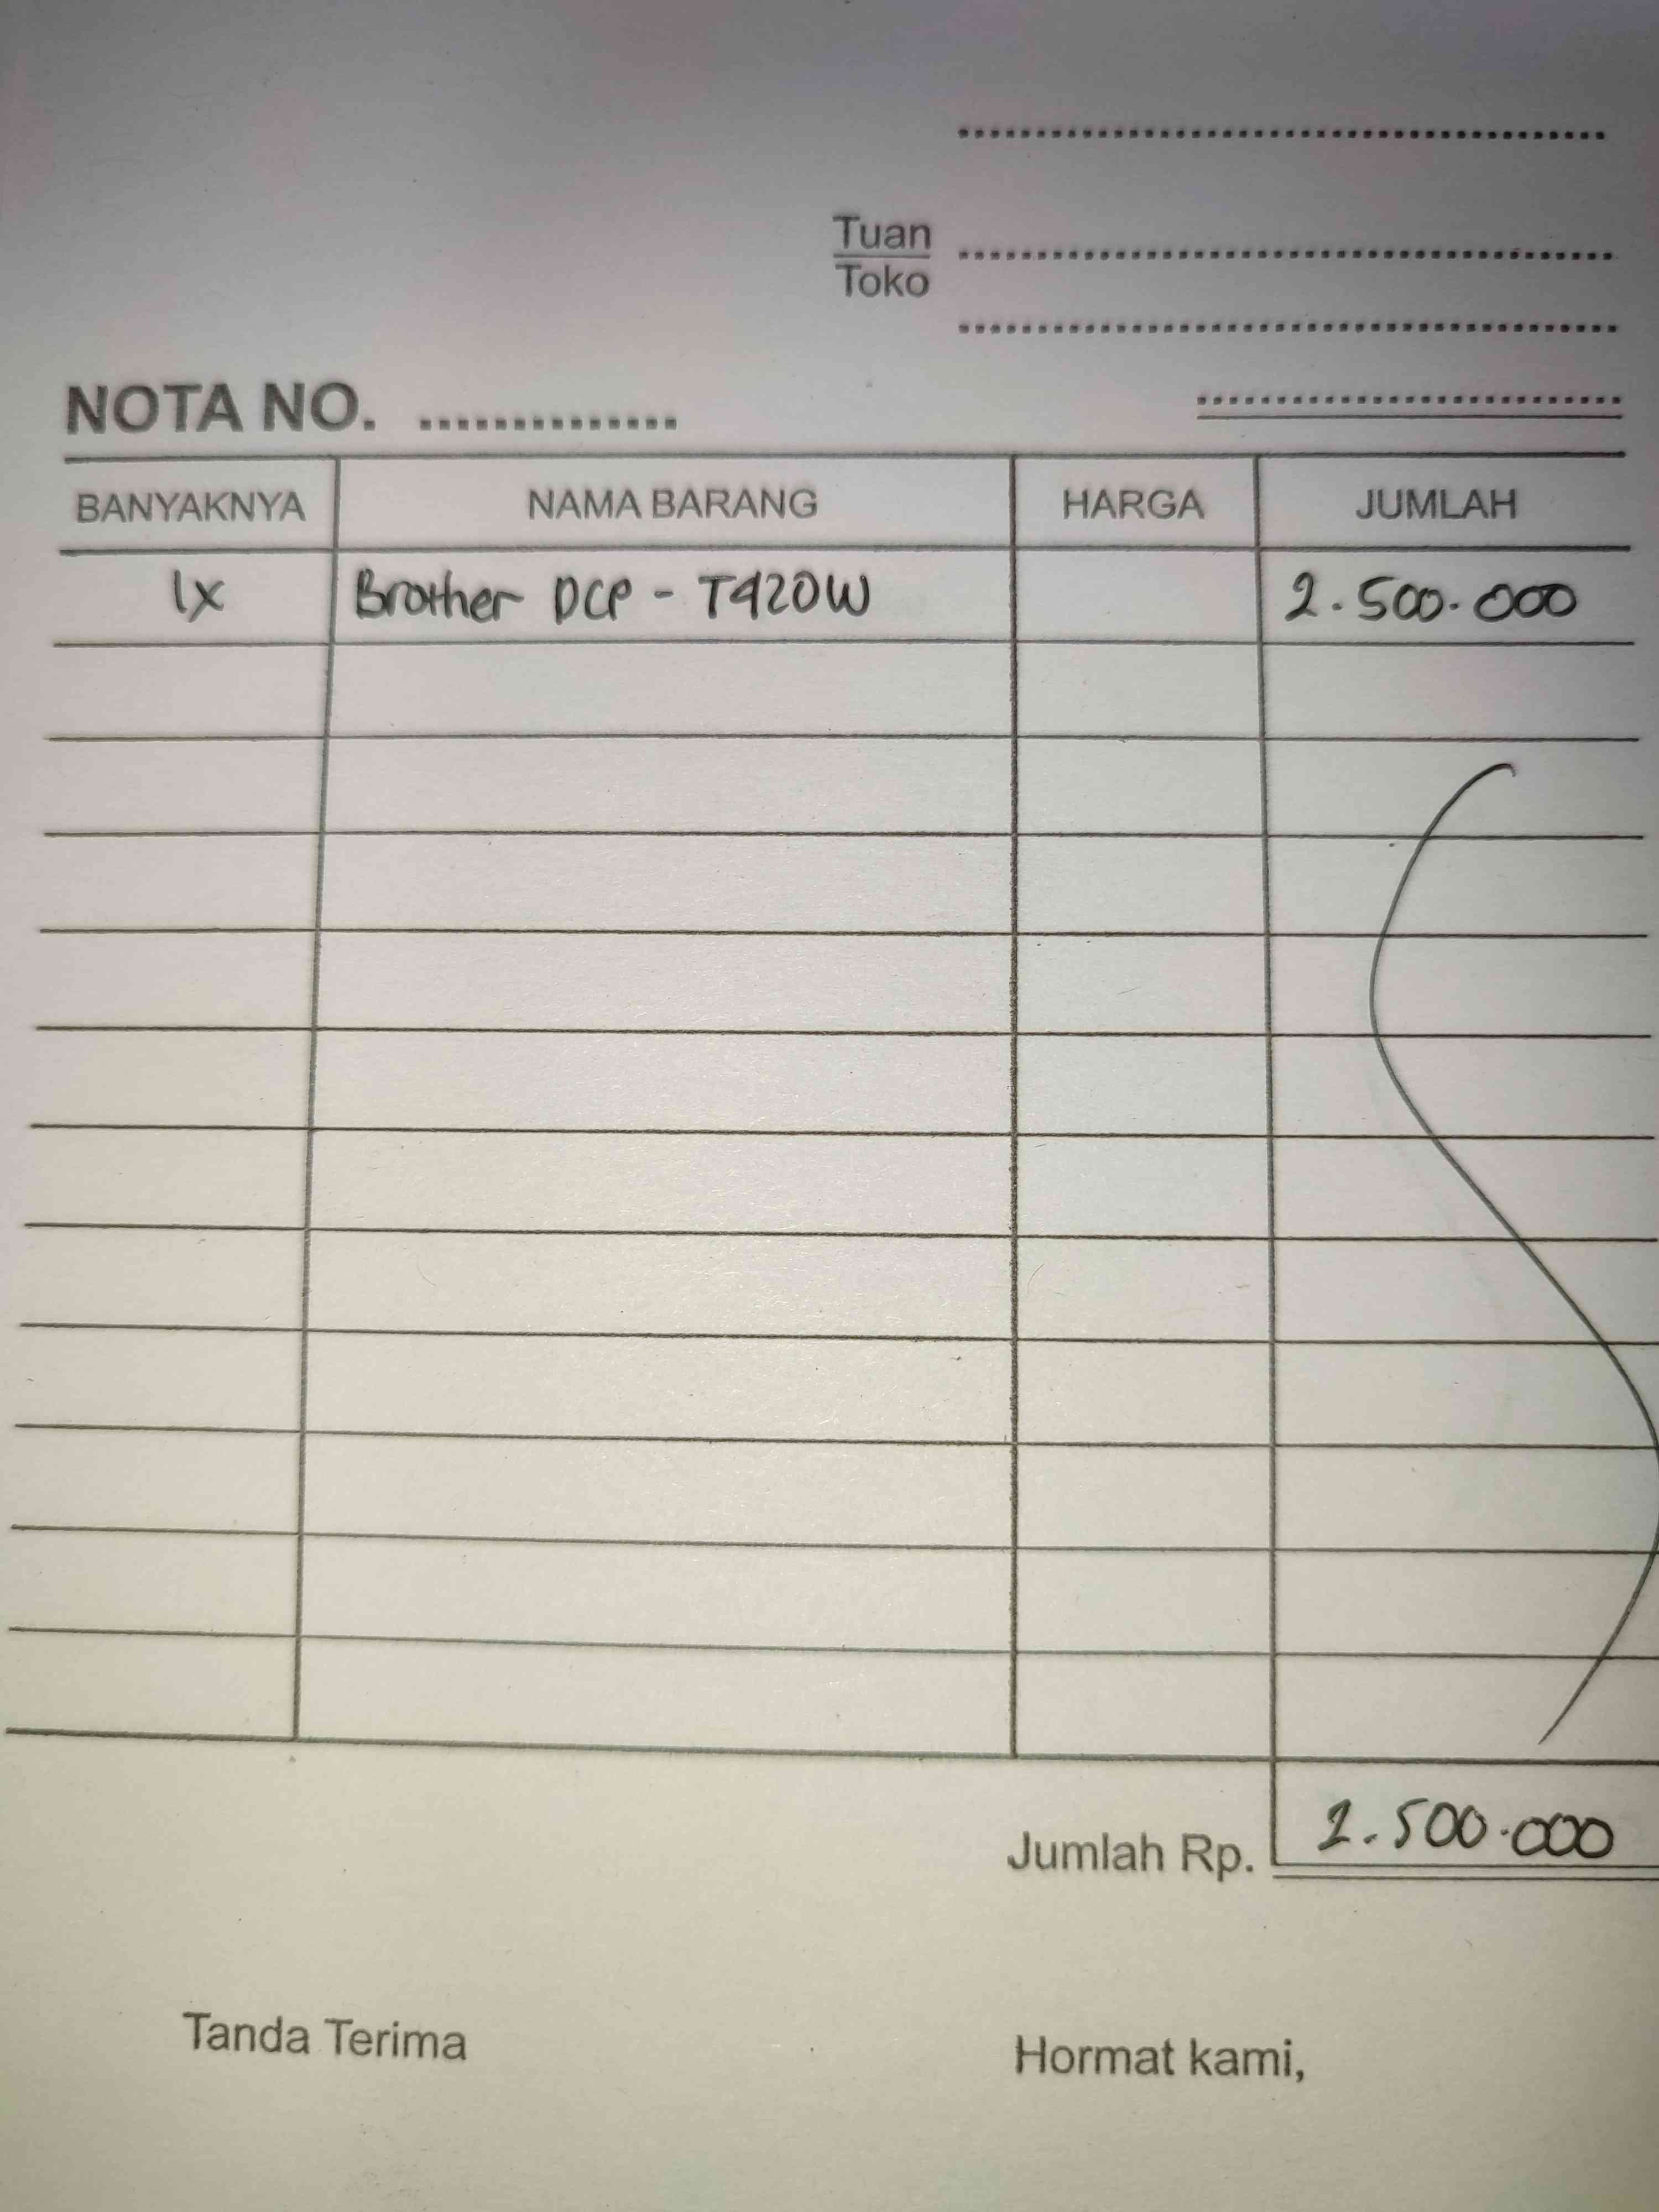 Tuan
Toko
NOTA NO. ..............
BANYAKNYA NAMA BARANG HARGA JUMLAH
1x Brother DCP - T420W 2.500.000
Jumlah Rp. 2.500.000
Tanda Terima Hormat kami,